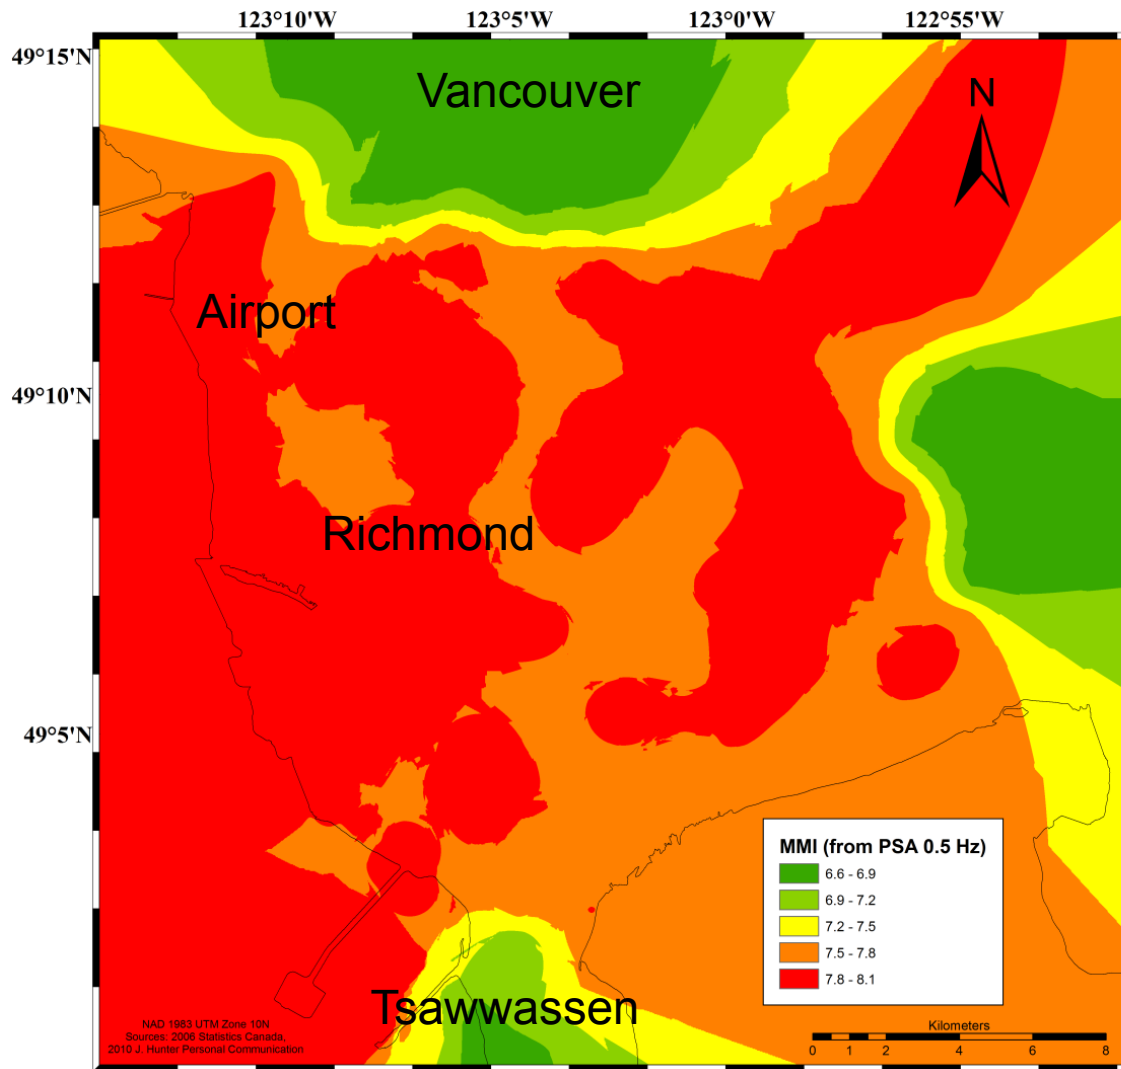 123°10'W 123°5'W 123°0'W 122°55'W
49°15'N
Vancouver
N
Airport
49°10'N
Richmond
49°5'N
MMI (from PSA 0.5 Hz)
6.6 - 6.9
6.9 - 7.2
7.2 - 7.5
7.5 - 7.8
7.8 - 8.1
Tsawwassen
NAD 1983 UTM Zone 10N
Sources: 2006 Statistics Canada,
2010 J. Hunter Personal Communication
Kilometers
0 1 2 4 6 8